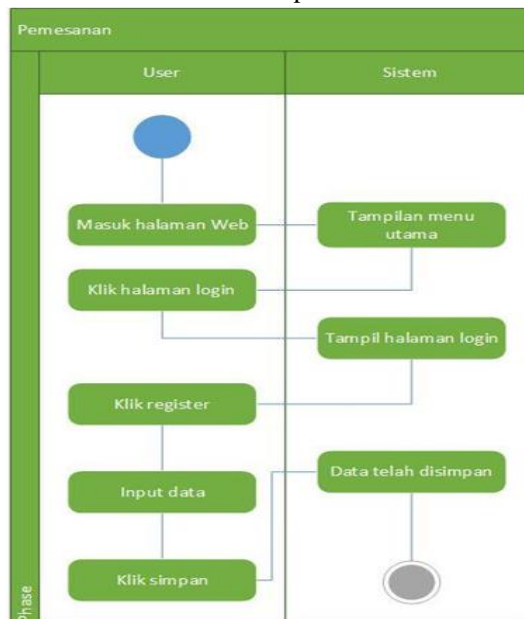 Pemesanan
User
Sistem
Masuk halaman Web
Tampilan menu
utama
Klik halaman login
Tampil halaman login
Klik register
Input data
Data telah disimpan
Klik simpan
Phase